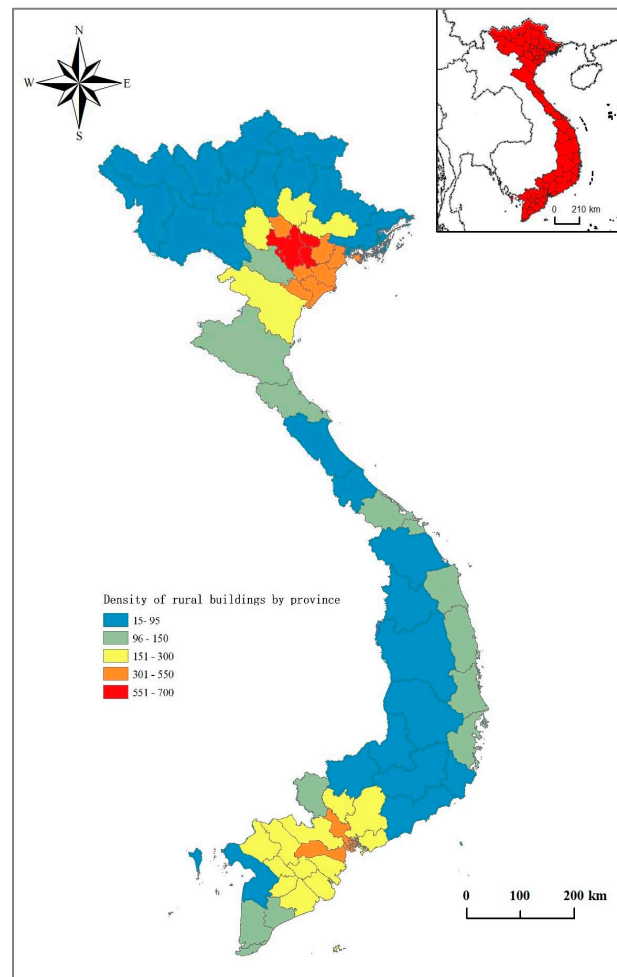 N
W
E
S
0 210 km
Density of rural buildings by province
15- 95
96 - 150
151 - 300
301 - 550
551 - 700
0 100 200 km